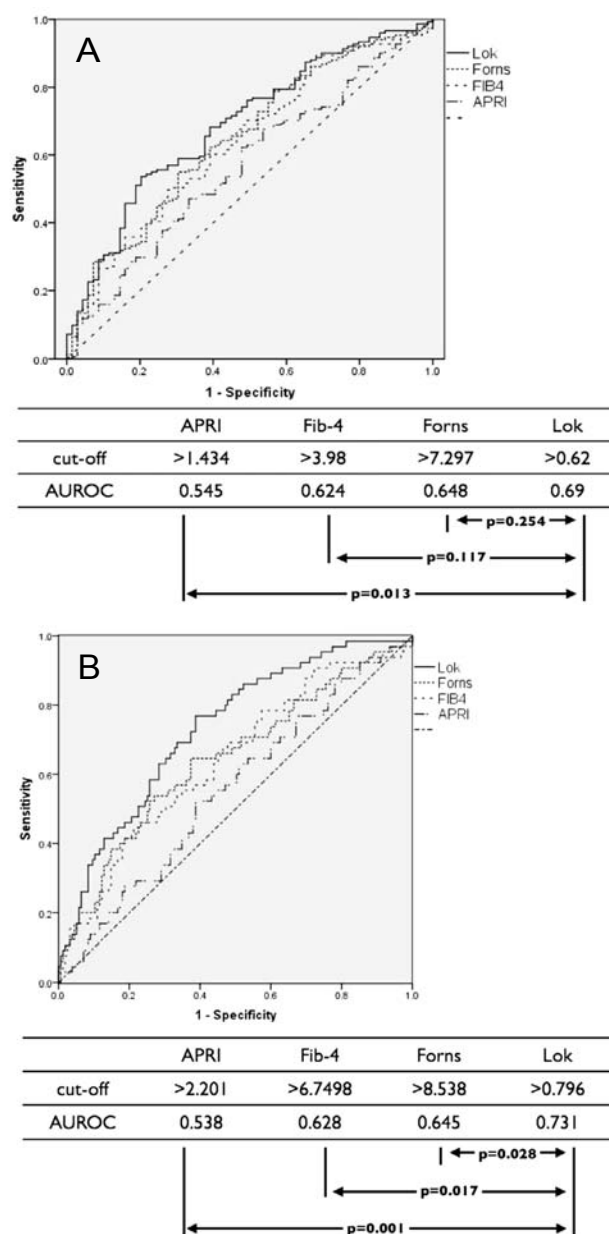 A
Lok
Forns
FIB4
APRI
Sensitivity
1.0
0.8
0.6
0.4
0.2
0.0
0.0 0.2 0.4 0.6 0.8 1.0
1 - Specificity
APRI Fib-4 Forns Lok
cut-off >1.434 >3.98 >7.297 >0.62
AUROC 0.545 0.624 0.648 0.69
p=0.254
p=0.117
p=0.013
B
Lok
Forns
FIB4
APRI
Sensitivity
1.0
0.8
0.6
0.4
0.2
0.0
0.0 0.2 0.4 0.6 0.8 1.0
1 - Specificity
APRI Fib-4 Forns Lok
cut-off >2.201 >6.7498 >8.538 >0.796
AUROC 0.538 0.628 0.645 0.731
p=0.028
p=0.017
p=0.001